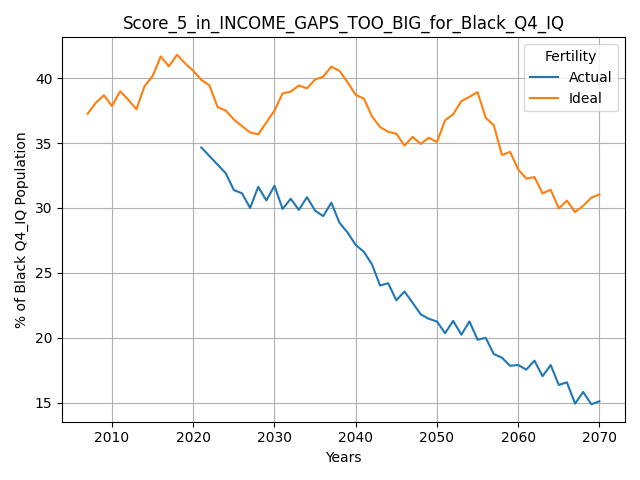 Score_5_in_INCOME_GAPS_TOO_BIG_for_Black_Q4_IQ
Fertility
Actual
Ideal
% of Black Q4_IQ Population
40
35
30
25
20
15
2010
2020
2030
2040
2050
2060
2070
Years